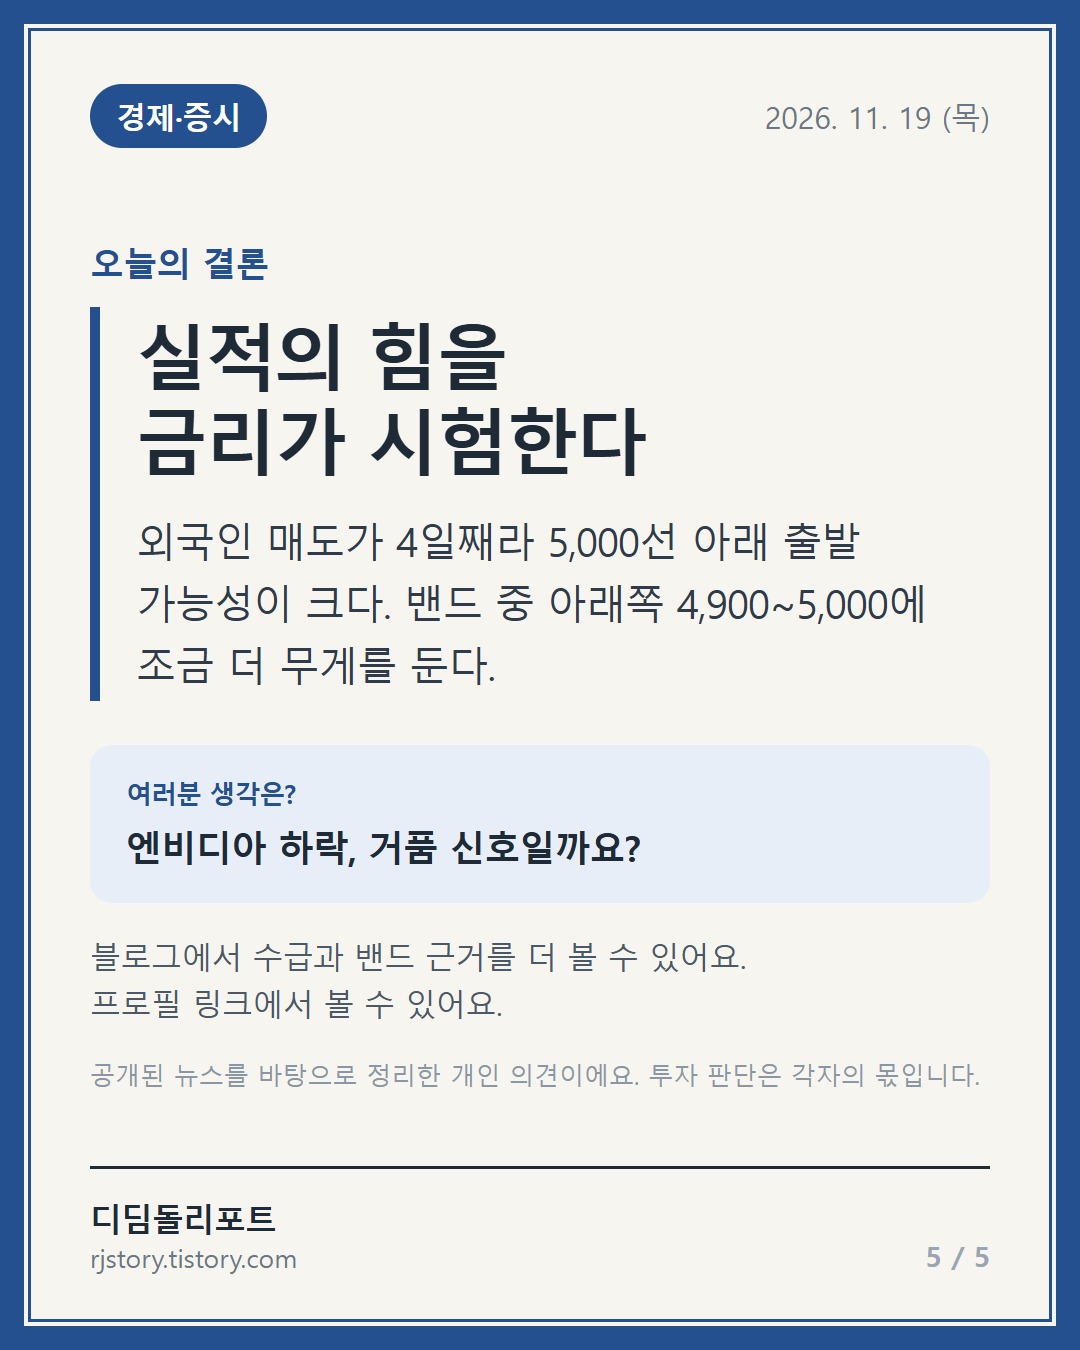 경제·증시
2026. 11. 19 (목)
오늘의 결론
실적의 힘을
금리가 시험한다
외국인 매도가 4일째라 5,000선 아래 출발
가능성이 크다. 밴드 중 아래쪽 4,900~5,000에
조금 더 무게를 둔다.
여러분 생각은?
엔비디아 하락, 거품 신호일까요?
블로그에서 수급과 밴드 근거를 더 볼 수 있어요.
프로필 링크에서 볼 수 있어요.
공개된 뉴스를 바탕으로 정리한 개인 의견이에요. 투자 판단은 각자의 몫입니다.
디딤돌리포트
rjstory.tistory.com
5 / 5